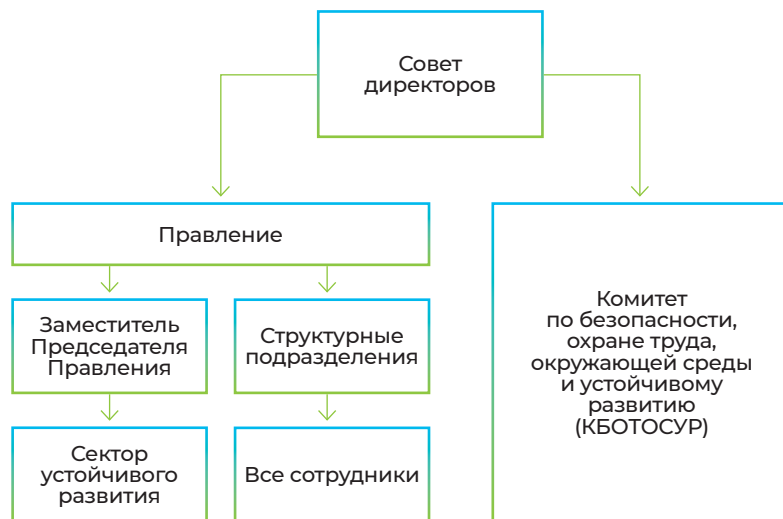 Совет
директоров
Правление
Заместитель
Председателя
Правления
Структурные
подразделения
Комитет
по безопасности,
охране труда,
окружающей среды
и устойчивому
развитию
(КБОТОСУР)
Сектор
устойчивого
развития
Все сотрудники